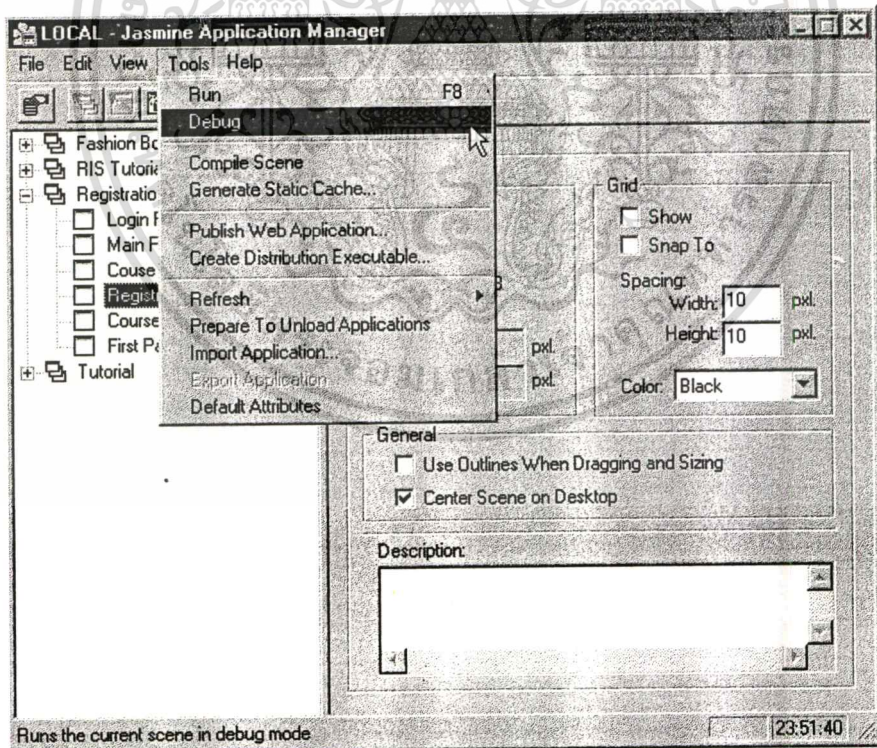 LOCAL - Jasmine Application Manager
File Edit View Tools Help
Run F8
Debug
Compile Scene
Generate Static Cache...
Publish Web Application...
Create Distribution Executable...
Refresh
Prepare To Unload Applications
Import Application...
Export Application
Default Attributes
Fashion Bo
RIS Tutoria
Registratio
Login F
Main F
Couse
Regist
Course
First Pa
Tutorial
Grid
Show
Snap To
Spacing:
Width: 10 pxl.
Height: 10 pxl.
Color: Black
pxl.
pxl.
General
Use Outlines When Dragging and Sizing
Center Scene on Desktop
Description:
Runs the current scene in debug mode
23:51:40